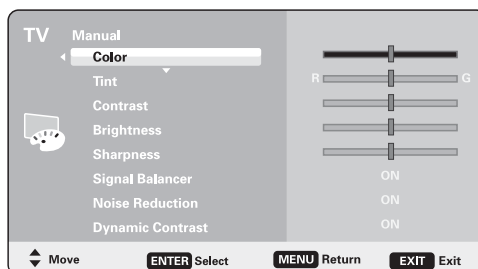 TV Manual
Color
Tint R G
Contrast
Brightness
Sharpness
Signal Balancer ON
Noise Reduction ON
Dynamic Contrast ON
Move ENTER Select MENU Return EXIT Exit